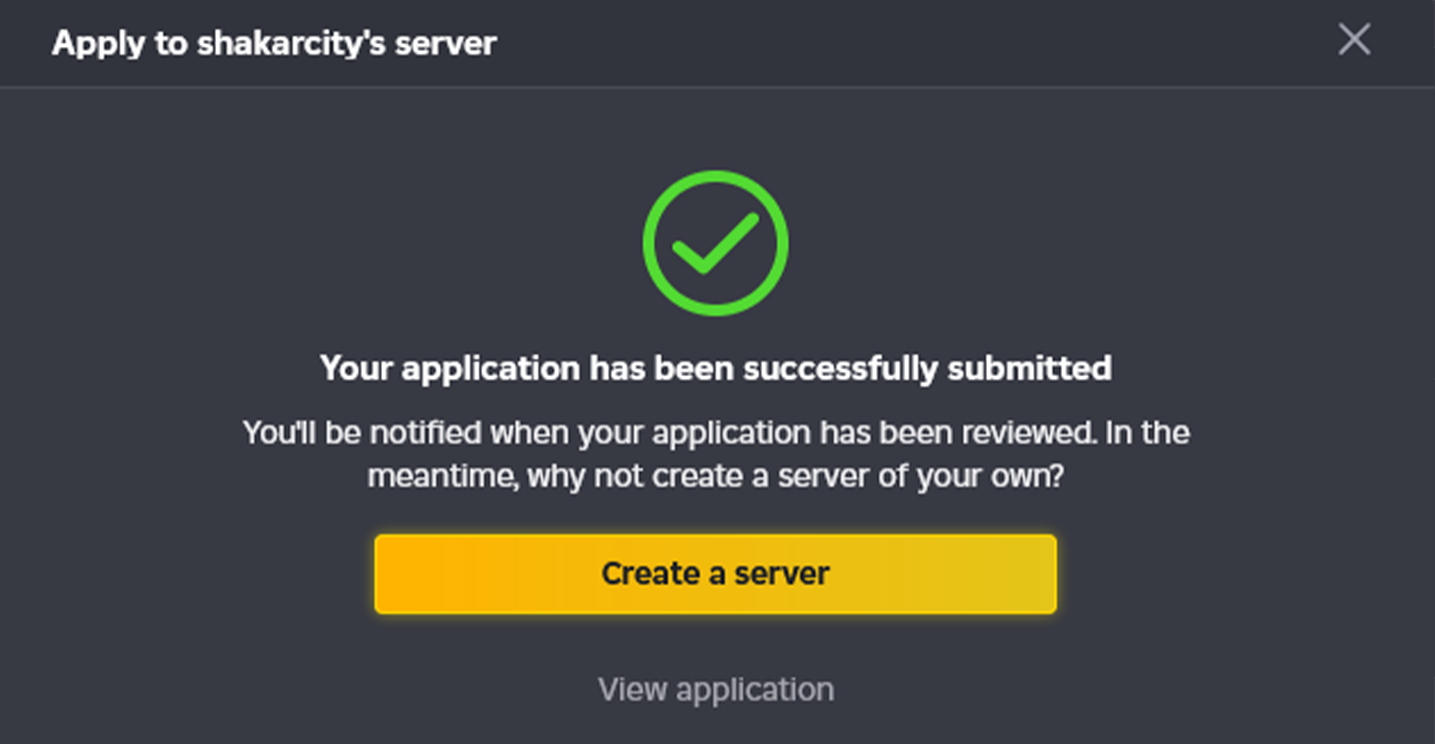 Apply to shakarcity's server
Your application has been successfully submitted
You'll be notified when your application has been reviewed. In the
meantime, why not create a server of your own?
Create a server
View application